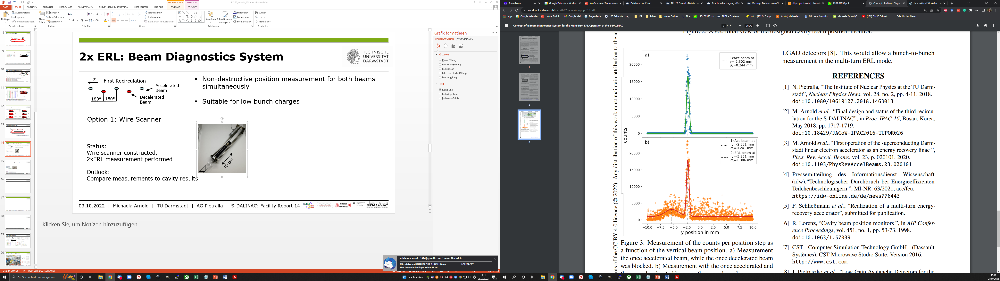 ERL22_Arnold_V1.pptx - PowerPoint
ZEICHENTOOLS
BILDTOOLS
DATEI
START
EINFÜGEN
ENTWURF
ÜBERGÄNGE
ANIMATIONEN
BILDSCHIRMPRÄSENTATION
ÜBERPRÜFEN
ANSICHT
FORMAT
FORMAT
Einfügen
Ausschneiden
Kopieren
Format übertragen
Zwischenablage
Neue Folie
Layout
Zurücksetzen
Abschnitt
Folien
Arial
10,5
Schriftart
Textrichtung
Text ausrichten
In SmartArt konvertieren
Absatz
Anordnen
Schnellformat-vorlagen
Fülleffekt
Formkontur
Formeffekte
Zeichnung
Suchen
Ersetzen
Markieren
Bearbeiten
8
9
10
11
12
13
14
15
16
17
18
19
20
2x ERL: Beam Diagnostics System
TECHNISCHE
UNIVERSITÄT
DARMSTADT
z
First Recirculation
Accelerated
Beam
Decelerated
Beam
180°
180°
▪ Non-destructive position measurement for both beams
simultaneously
▪ Suitable for low bunch charges
Option 1: Wire Scanner
10 cm
Status:
Wire scanner constructed,
2xERL measurement performed
Outlook:
Compare measurements to cavity results
03.10.2022 | Michaela Arnold | TU Darmstadt | AG Pietralla | S-DALINAC: Facility Report 14
Nuclear
Photonics
S-DALINAC
Klicken Sie, um Notizen hinzuzufügen
Grafik formatieren
FORMOPTIONEN
TEXTOPTIONEN
FÜLLUNG
Keine Füllung
Einfarbige Füllung
Farbverlauf
Bild- oder Texturfüllung
Musterfüllung
LINIE
Keine Linie
Einfarbige Linie
Farbverlaufslinie
michaela.arnold.1986@gmail.com: 1 neue Nachricht
Mit adidas und INTERSPORT RUNCLUB ein
Wochenende im Bayerischen Wald
INTERSPORT
FOLIE 14 VON 20
DEUTSCH (DEUTSCHLAND)
Zur Suche Text hier eingeben
Nachrichten
18:11
28.09.2022
Prime Music
Google Kalender - Woche
Konferenzen / Dienstreisen
Dateien - ownCloud
ERL 22 Cornell - Dateien -
Strahlenschutztagung - Da
Vortrag - Dateien - ownClo
disproportionate | Überset
2207.02095.pdf
Concept of a Beam Diagno
International Workshop on
accelconf.web.cern.ch/ipac2022/papers/mopopt012.pdf
Apps
Google Kalender
Heute: Todoist
Google Mail
RegenRadar
100 Sekunden | tag...
IKP
Privat
Neuer Ordner
Title
1504.00588.pdf
ELISE - Dateien - o...
Vol. 1 (2022): Europ...
Arnold, Michaela -...
Michaela Arnold - ...
Michaela Arnold (0...
(186) OMAS Schwei...
Griechischer Metax...
Concept of a Beam Diagnostics System for the Multi-Turn ERL Operation at the S-DALINAC
3 / 3
250%
1
2
3
Figure 2: A sectional view of the designed cavity beam position monitor.
ms of the CC BY 4.0 licence (© 2022). Any distribution of this work must maintain attribution to the au
a)
1xAcc beam at
y=-2.302 mm
σy=0.244 mm
20000
15000
10000
5000
0
counts
b)
1xAcc beam at
y=-2.331 mm
σy=0.241 mm
2xERL beam at
y=-5.351 mm
σy=1.306 mm
20000
15000
10000
5000
0
−10.0 −7.5 −5.0 −2.5 0.0 2.5 5.0 7.5 10.0
y position in mm
Figure 3: Measurement of the counts per position step as
a function of the vertical beam position. a) Measurement
the once accelerated beam, while the once decelerated beam
was blocked. b) Measurement with the once accelerated and
the once decelerated beam in the same beamline.
LGAD detectors [8]. This would allow a bunch-to-bunch
measurement in the multi-turn ERL mode.
REFERENCES
[1] N. Pietralla, “The Institute of Nuclear Physics at the TU Darm-
stadt”, Nuclear Physics News, vol. 28, no. 2, pp. 4-11, 2018.
doi:10.1080/10619127.2018.1463013
[2] M. Arnold et al., “Final design and status of the third recircu-
lation for the S-DALINAC”, in Proc. IPAC’16, Busan, Korea,
May 2018, pp. 1717-1719.
doi:10.18429/JACoW-IPAC2016-TUPOR026
[3] M. Arnold et al., “First operation of the superconducting Darm-
stadt linear electron accelerator as an energy recovery linac ”,
Phys. Rev. Accel. Beams, vol. 23, p. 020101, 2020.
doi:10.1103/PhysRevAccelBeams.23.020101
[4] Pressemitteilung des Informationsdienst Wissenschaft
(idw),“Technologischer Durchbruch bei Energieeffizienten
Teilchenbeschleunigern ”, MI-NR. 63/2021, acc/feu.
https://idw-online.de/de/news776443
[5] F. Schließmann et al., “Realization of a multi-turn energy-
recovery accelerator”, submitted for publication.
[6] R. Lorenz, “Cavity beam position monitors ”, in AIP Confer-
ence Proceedings, vol. 451, no. 1, pp. 53-73, 1998.
doi:10.1063/1.57039
[7] CST - Computer Simulation Technology GmbH - (Dassault
Systèmes), CST Microwave Studio Suite, Version 2016.
http://www.cst.com
[8] J. Pietraszko et al., “Low Gain Avalanche Detectors for the
18:11
28.09.2022